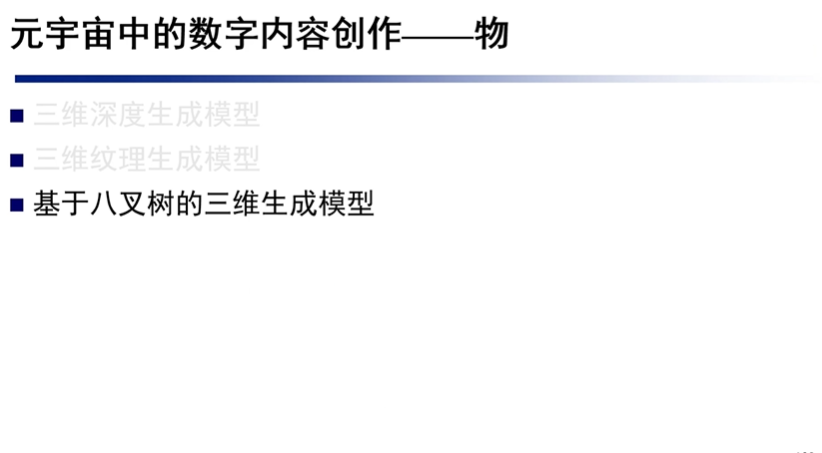 元宇宙中的数字内容创作——物
三维深度生成模型
三维纹理生成模型
基于八叉树的三维生成模型